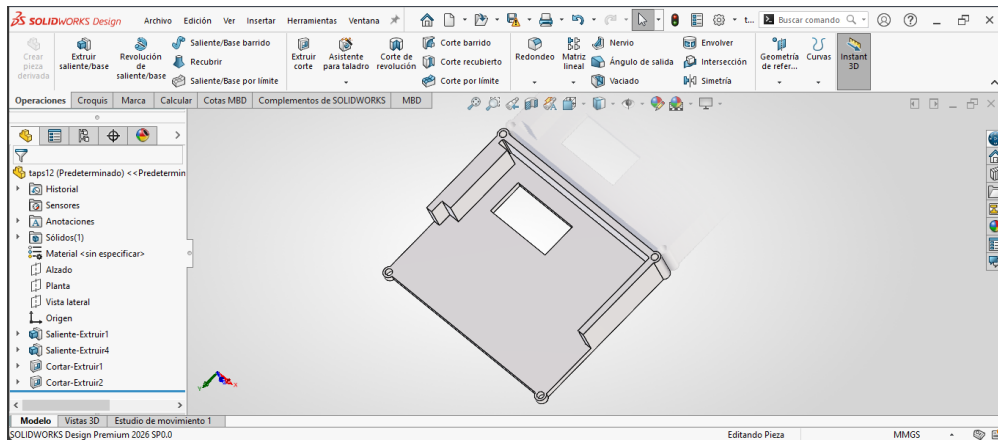 SOLIDWORKS Design Archivo Edición Ver Insertar Herramientas Ventana t... Buscar comando
Crear pieza derivada
Extruir saliente/base
Revolución de saliente/base
Saliente/Base barrido
Recubrir
Saliente/Base por límite
Extruir corte
Asistente para taladro
Corte de revolución
Corte barrido
Corte recubierto
Corte por límite
Redondeo
Matriz lineal
Nervio
Ángulo de salida
Vaciado
Envolver
Intersección
Simetría
Geometría de refer...
Curvas
Instant 3D
Operaciones Croquis Marca Calcular Cotas MBD Complementos de SOLIDWORKS MBD
taps12 (Predeterminado) <<Predetermin
Historial
Sensores
Anotaciones
Sólidos(1)
Material <sin especificar>
Alzado
Planta
Vista lateral
Origen
Saliente-Extruir1
Saliente-Extruir4
Cortar-Extruir1
Cortar-Extruir2
Modelo Vistas 3D Estudio de movimiento 1
SOLIDWORKS Design Premium 2026 SP0.0 Editando Pieza MMGS